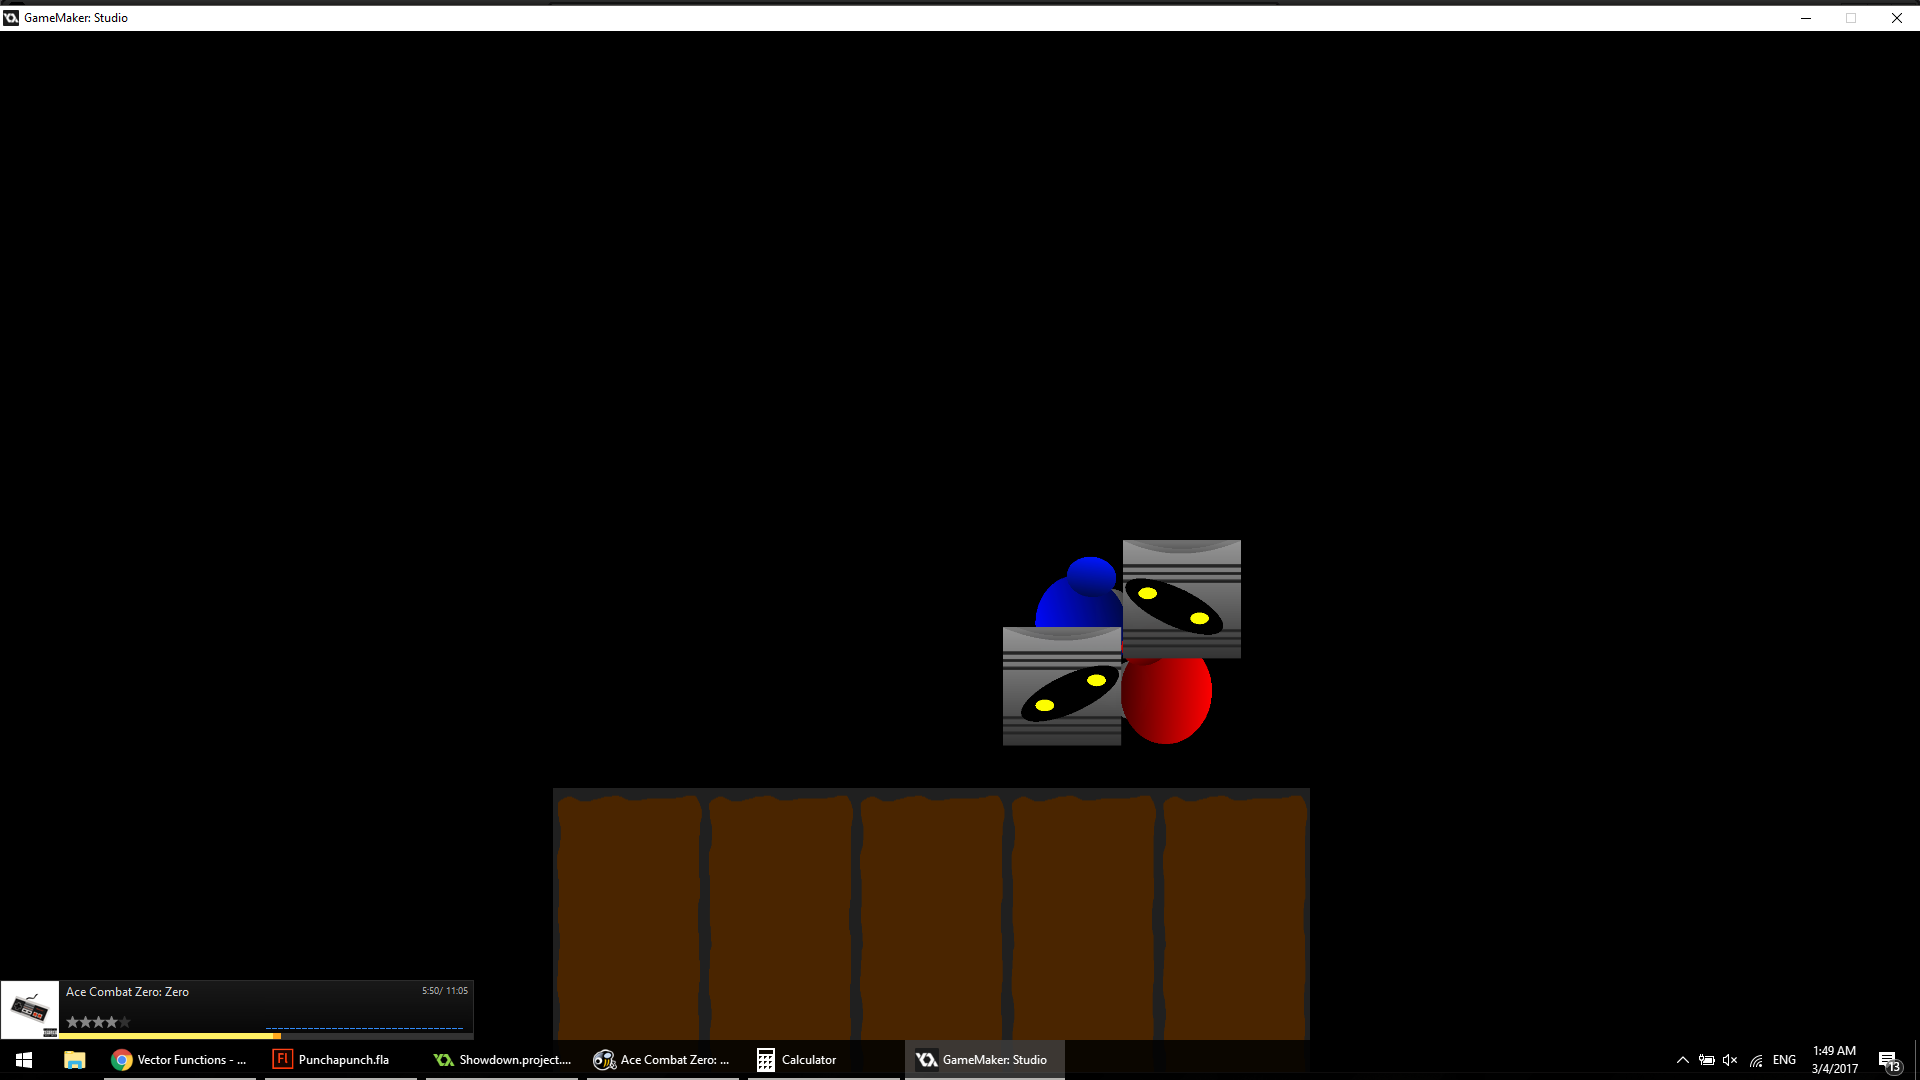 GameMaker: Studio
Ace Combat Zero: Zero
5:50/ 11:05
Vector Functions - ...
Fl
Punchapunch.fla
Showdown.project....
Ace Combat Zero: ...
Calculator
GameMaker: Studio
ENG
1:49 AM
3/4/2017
13